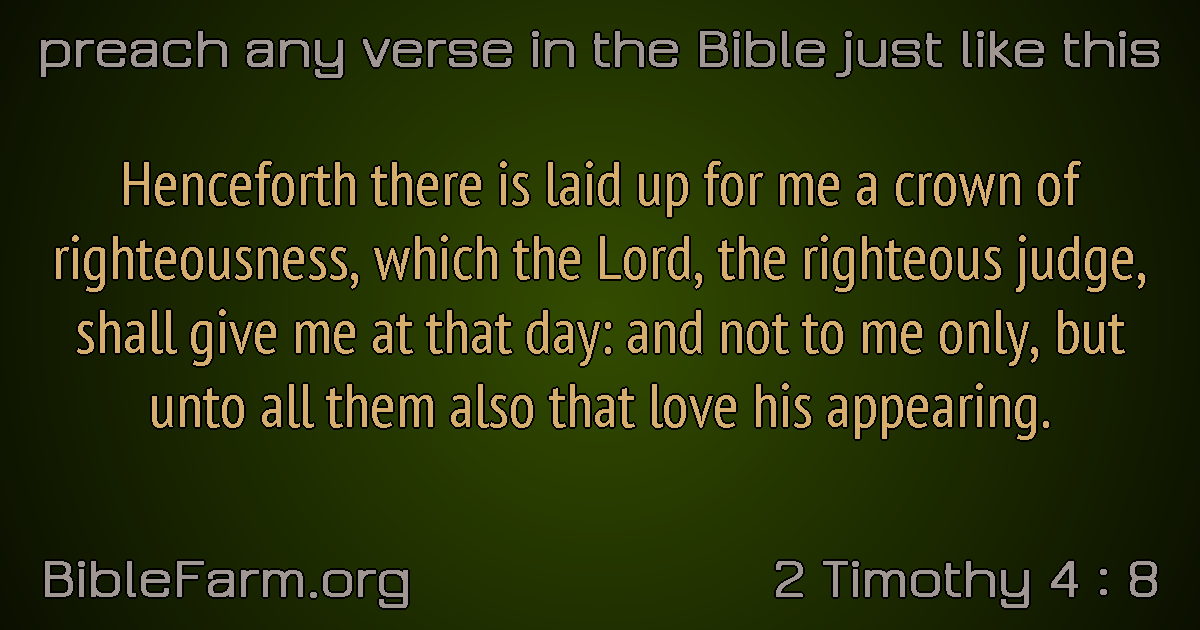 preach any verse in the Bible just like this
Henceforth there is laid up for me a crown of
righteousness, which the Lord, the righteous judge,
shall give me at that day: and not to me only, but
unto all them also that love his appearing.
BibleFarm.org
2 Timothy 4 : 8